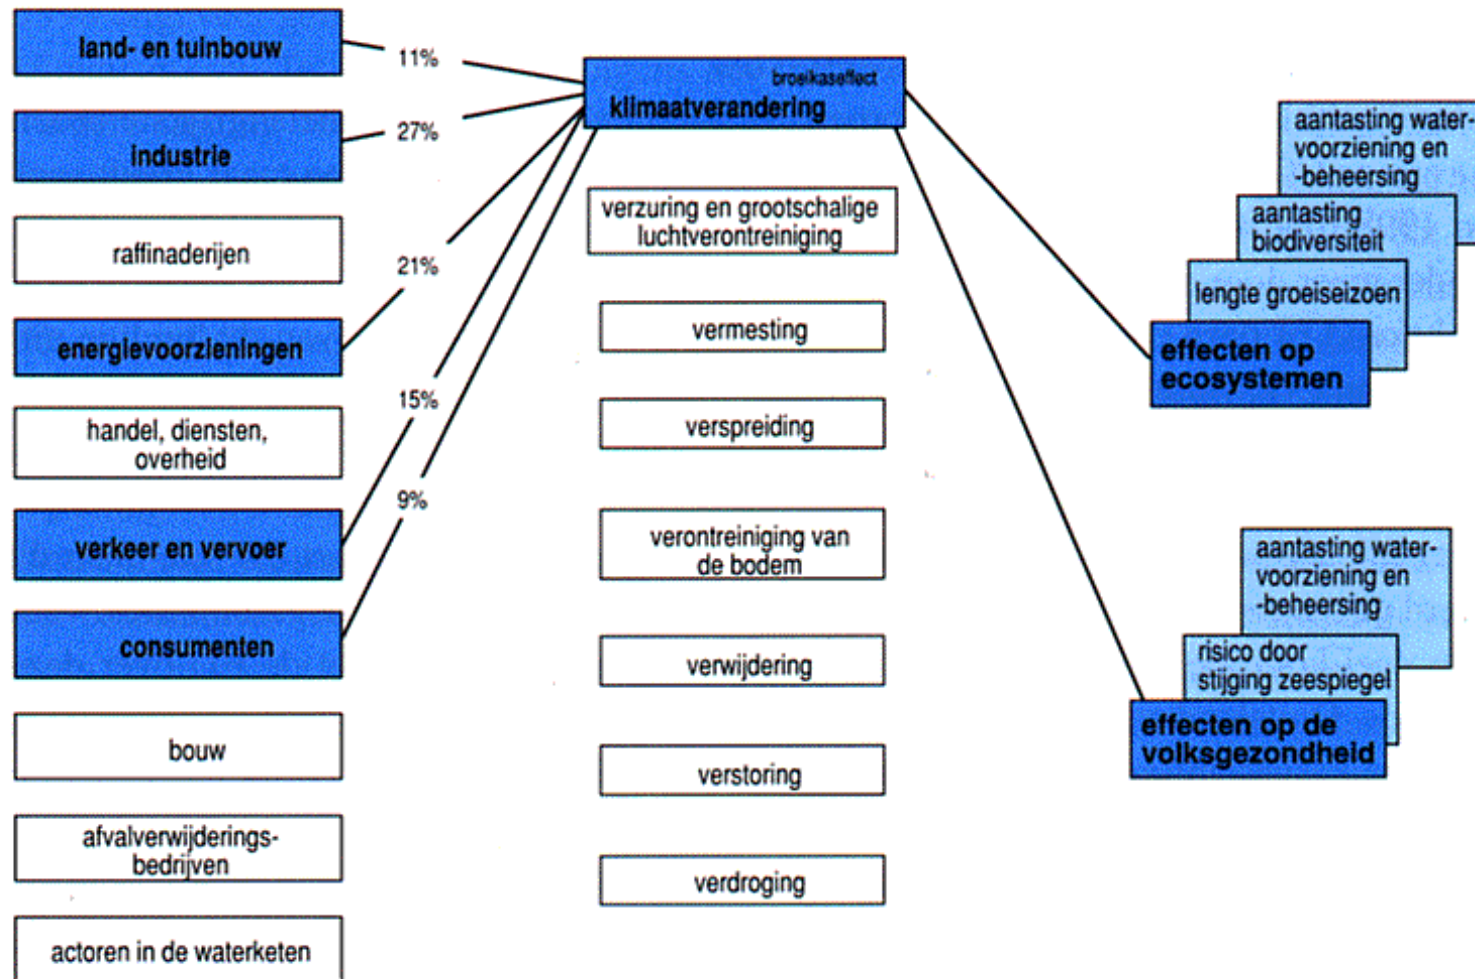 land- en tuinbouw
industrie
raffinaderijen
energievoorzieningen
handel, diensten,
overheid
verkeer en vervoer
consumenten
bouw
afvalverwijderings-
bedrijven
actoren in de waterketen
11%
27%
21%
15%
9%
broeikaseffect
klimaatverandering
verzuring en grootschalige
luchtverontreiniging
vermesting
verspreiding
verontreiniging van
de bodem
verwijdering
verstoring
verdroging
aantasting water-
voorziening en
-beheersing
aantasting
biodiversiteit
lengte groeiseizoen
effecten op
ecosystemen
aantasting water-
voorziening en
-beheersing
risico door
stijging zeespiegel
effecten op de
volksgezondheid